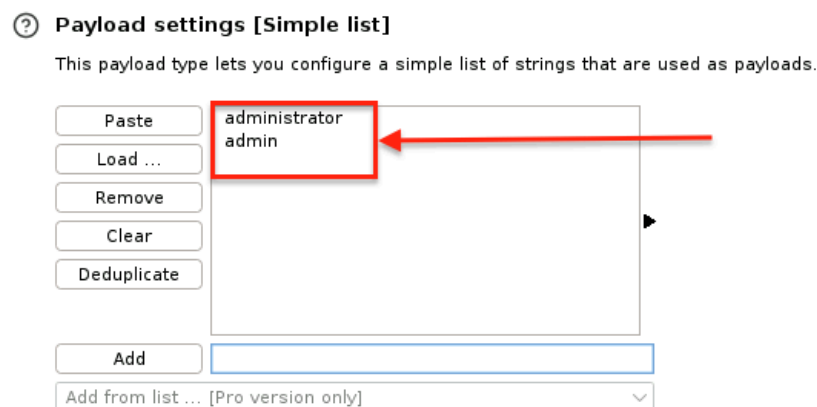 Payload settings [Simple list]
This payload type lets you configure a simple list of strings that are used as payloads.
Paste
administrator
admin
Load ...
Remove
Clear
Deduplicate
Add
Add from list ... [Pro version only]